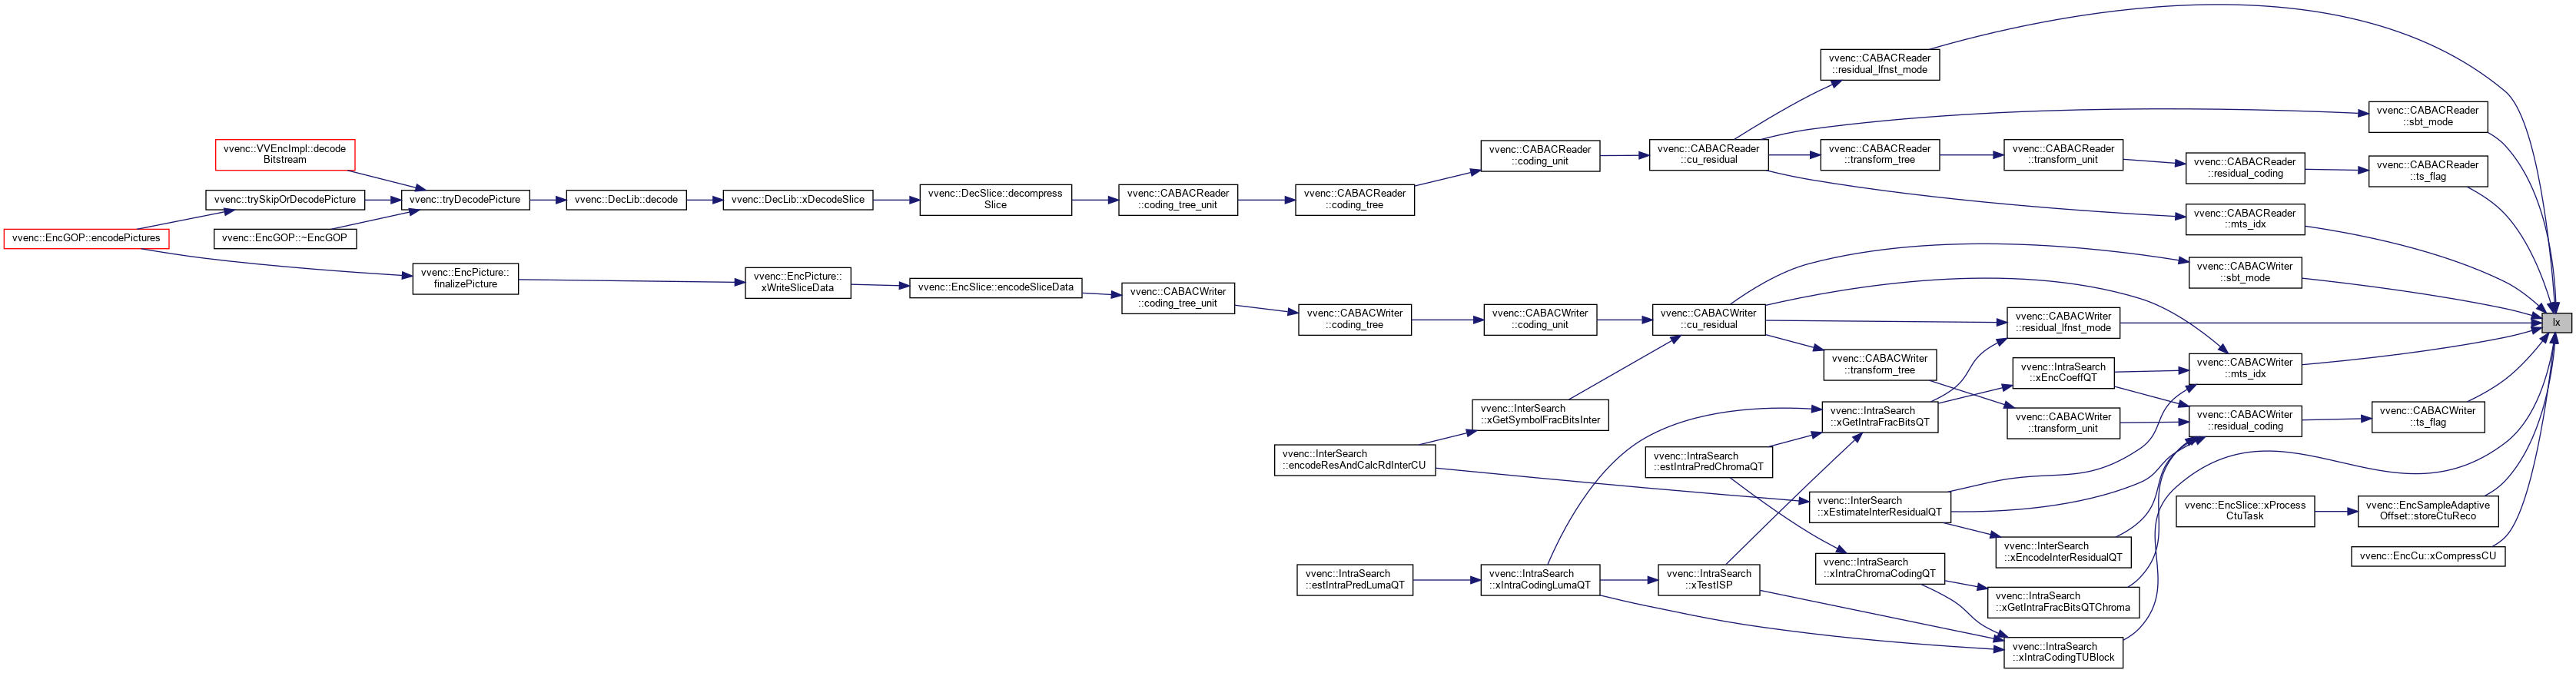 vvenc::CABACReader
::residual_lfnst_mode
vvenc::CABACReader
::sbt_mode
vvenc::VVEncImpl::decode
Bitstream
vvenc::CABACReader
::coding_unit
vvenc::CABACReader
::cu_residual
vvenc::CABACReader
::transform_tree
vvenc::CABACReader
::transform_unit
vvenc::CABACReader
::residual_coding
vvenc::CABACReader
::ts_flag
vvenc::trySkipOrDecodePicture
vvenc::tryDecodePicture
vvenc::DecLib::decode
vvenc::DecLib::xDecodeSlice
vvenc::DecSlice::decompress
Slice
vvenc::CABACReader
::coding_tree_unit
vvenc::CABACReader
::coding_tree
vvenc::CABACReader
::mts_idx
vvenc::EncGOP::encodePictures
vvenc::EncGOP::~EncGOP
vvenc::EncPicture::
finalizePicture
vvenc::EncPicture::
xWriteSliceData
vvenc::EncSlice::encodeSliceData
vvenc::CABACWriter
::coding_tree_unit
vvenc::CABACWriter
::coding_tree
vvenc::CABACWriter
::coding_unit
vvenc::CABACWriter
::cu_residual
vvenc::CABACWriter
::sbt_mode
vvenc::CABACWriter
::residual_lfnst_mode
lx
vvenc::CABACWriter
::transform_tree
vvenc::IntraSearch
::xEncCoeffQT
vvenc::CABACWriter
::mts_idx
vvenc::InterSearch
::xGetSymbolFracBitsInter
vvenc::IntraSearch
::xGetIntraFracBitsQT
vvenc::CABACWriter
::transform_unit
vvenc::CABACWriter
::residual_coding
vvenc::CABACWriter
::ts_flag
vvenc::InterSearch
::encodeResAndCalcRdInterCU
vvenc::IntraSearch
::estIntraPredChromaQT
vvenc::InterSearch
::xEstimateInterResidualQT
vvenc::EncSlice::xProcess
CtuTask
vvenc::EncSampleAdaptive
Offset::storeCtuReco
vvenc::InterSearch
::xEncodeInterResidualQT
vvenc::EncCu::xCompressCU
vvenc::IntraSearch
::estIntraPredLumaQT
vvenc::IntraSearch
::xIntraCodingLumaQT
vvenc::IntraSearch
::xTestISP
vvenc::IntraSearch
::xIntraChromaCodingQT
vvenc::IntraSearch
::xGetIntraFracBitsQTChroma
vvenc::IntraSearch
::xIntraCodingTUBlock